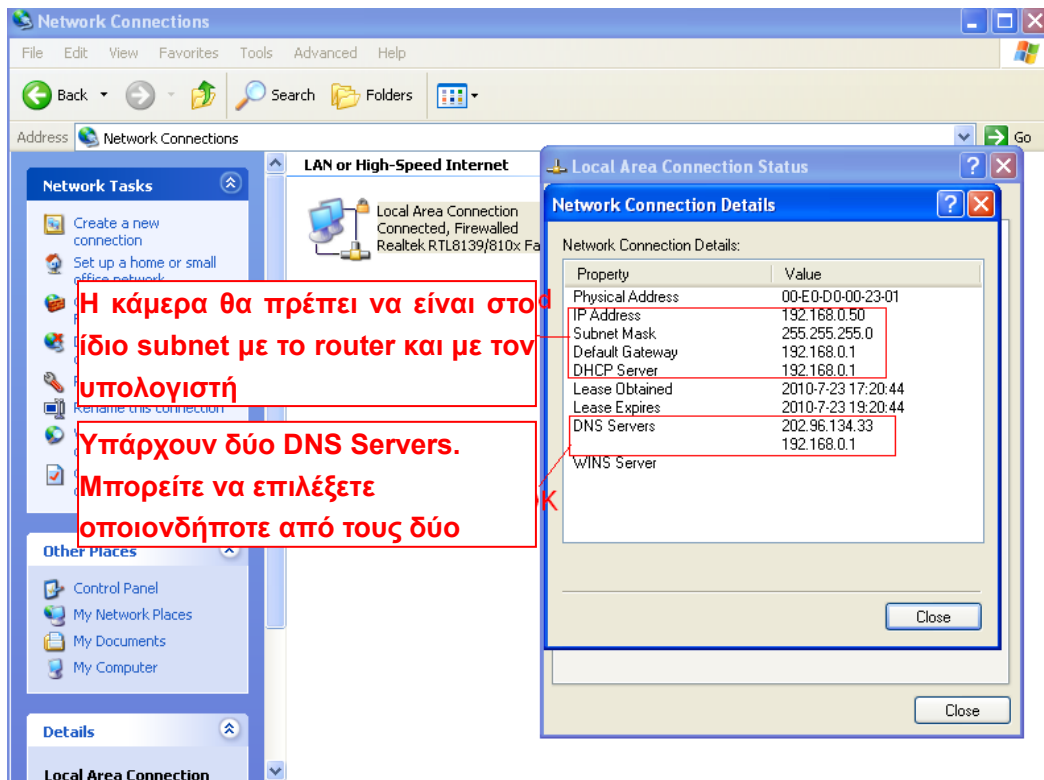 Network Connections
File Edit View Favorites Tools Advanced Help
Back Search Folders
Address Network Connections Go
Network Tasks
Create a new
connection
Set up a home or small
office network
Rename this connection
Other Places
Control Panel
My Network Places
My Documents
My Computer
Details
Local Area Connection
LAN or High-Speed Internet
Local Area Connection
Connected, Firewalled
Realtek RTL8139/810x Fa
Η κάμερα θα πρέπει να είναι στο
ίδιο subnet με το router και με τον
υπολογιστή
Υπάρχουν δύο DNS Servers.
Μπορείτε να επιλέξετε
οποιονδήποτε από τους δύο
Local Area Connection Status
Network Connection Details
Network Connection Details:
Property Value
Physical Address 00-E0-D0-00-23-01
IP Address 192.168.0.50
Subnet Mask 255.255.255.0
Default Gateway 192.168.0.1
DHCP Server 192.168.0.1
Lease Obtained 2010-7-23 17:20:44
Lease Expires 2010-7-23 19:20:44
DNS Servers 202.96.134.33
192.168.0.1
WINS Server
Close
Close